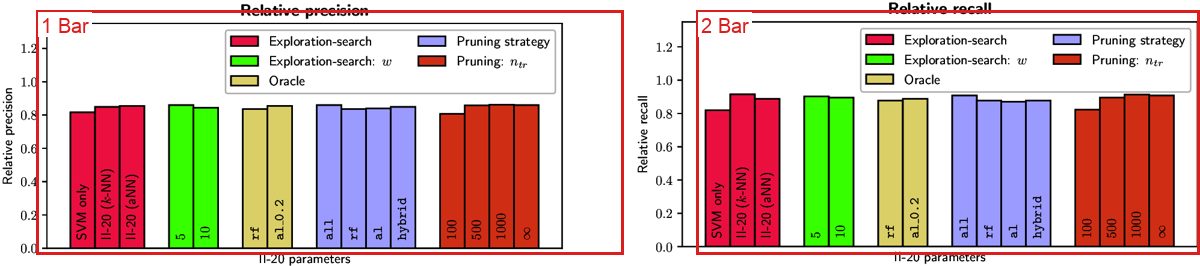 Relative precision
1 Bar
Exploration-search
Exploration-search: w
Oracle
Pruning strategy
Pruning: n_tr
1.2
1.0
0.8
0.6
0.4
0.2
0.0
Relative precision
SVM only
II-20 (k-NN)
II-20 (aNN)
5
10
rf
al.0.2
all
rf
al
hybrid
100
500
1000
∞
II-20 parameters
Relative recall
2 Bar
Exploration-search
Exploration-search: w
Oracle
Pruning strategy
Pruning: n_tr
1.2
1.0
0.8
0.6
0.4
0.2
0.0
Relative recall
SVM only
II-20 (k-NN)
II-20 (aNN)
5
10
rf
al.0.2
all
rf
al
hybrid
100
500
1000
∞
II-20 parameters